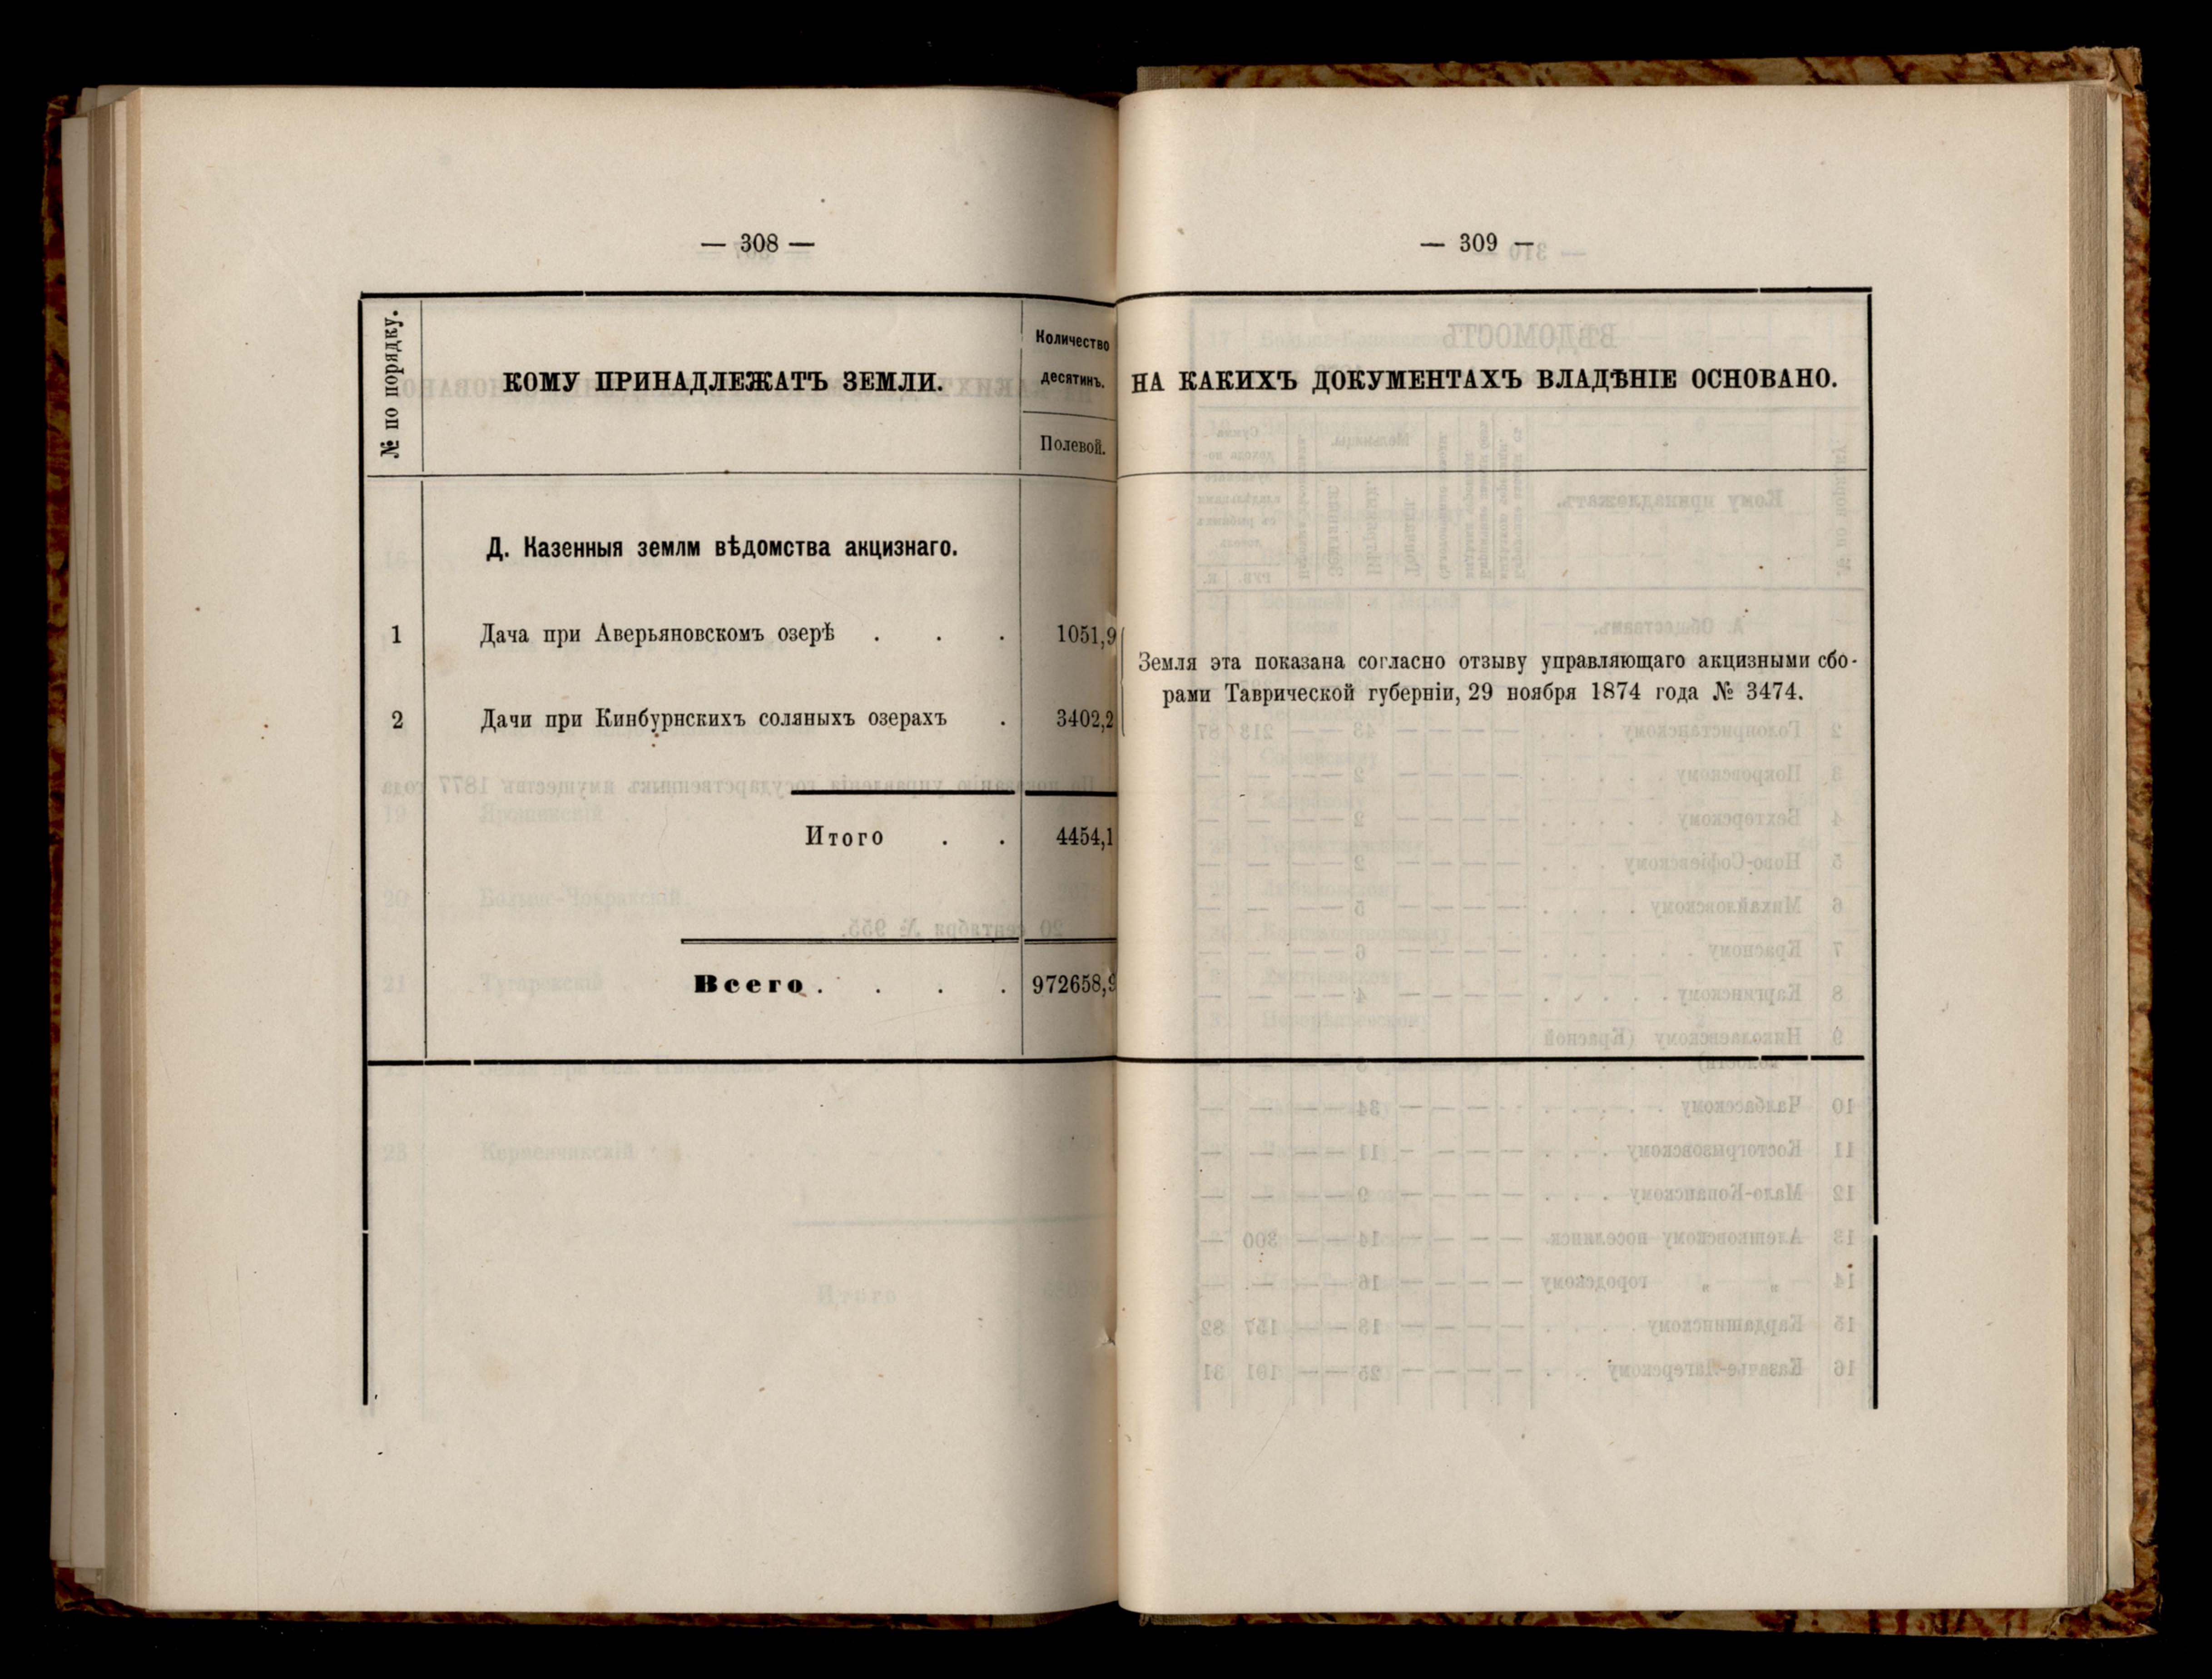 — 308 —
№ по порядку.
КОМУ ПРИНАДЛЕЖАТЪ ЗЕМЛИ.
Количество
десятинъ.
Полевой.
Д. Казенныя землм вѣдомства акцизнаго.
1 Дача при Аверьяновскомъ озерѣ . . . 1051,9
2 Дачи при Кинбурнскихъ соляныхъ озерахъ . 3402,2
Итого . . 4454,1
Всего . . . . 972658,9
— 309 —
НА КАКИХЪ ДОКУМЕНТАХЪ ВЛАДѢНІЕ ОСНОВАНО.
Земля эта показана согласно отзыву управляющаго акцизными сбо-
рами Таврической губерніи, 29 ноября 1874 года № 3474.